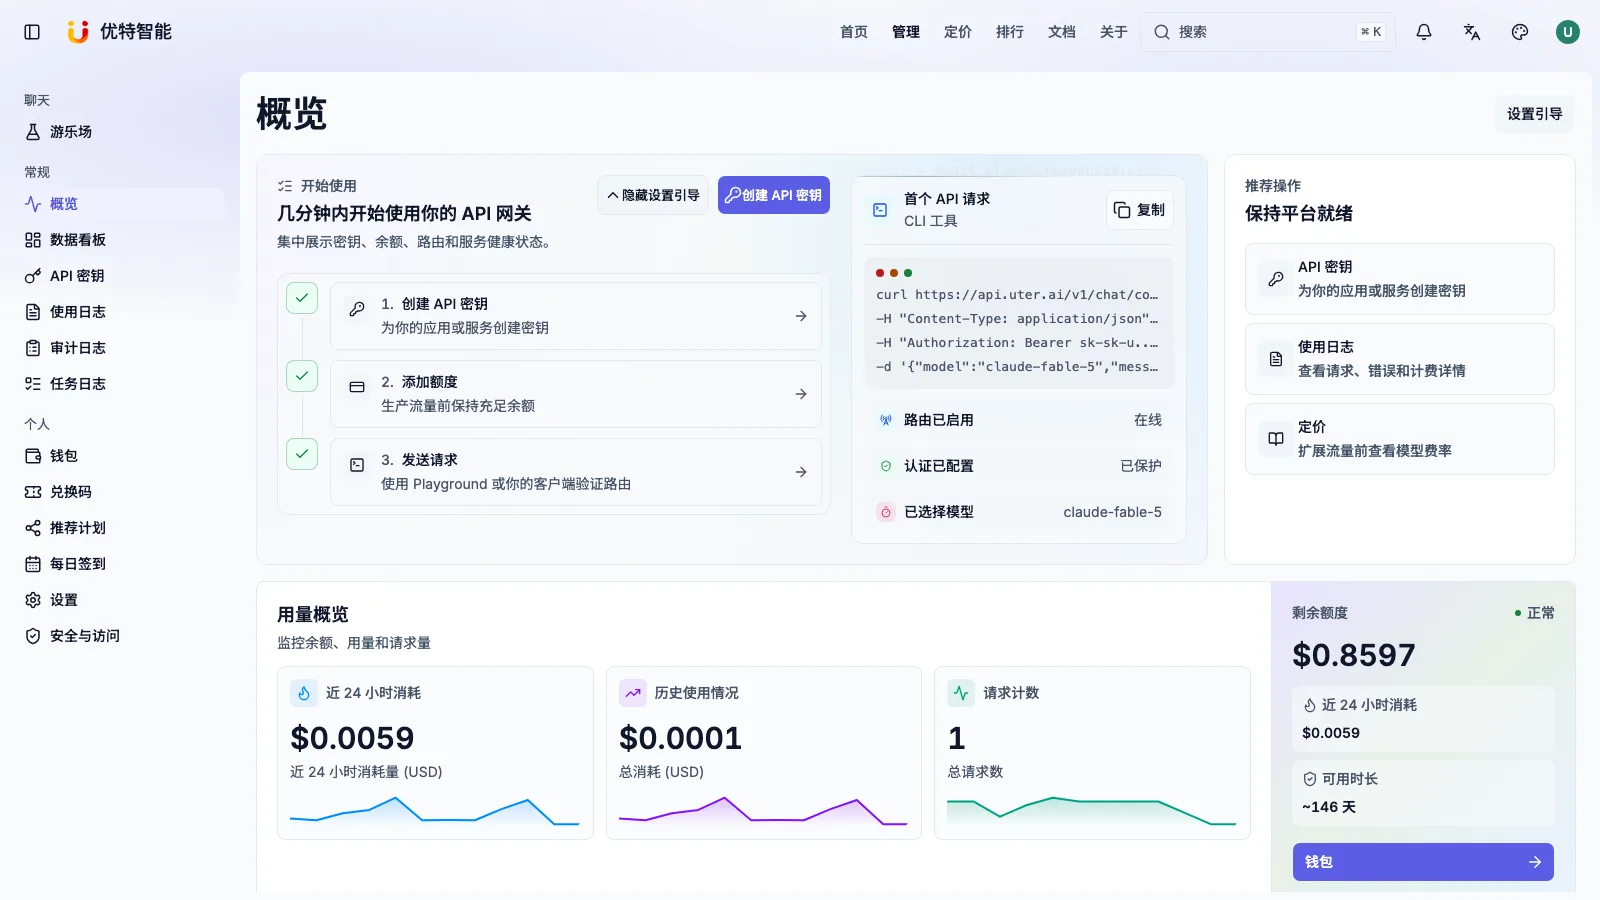 优特智能
首页
管理
定价
排行
文档
关于
搜索
⌘ K
U
聊天
游乐场
常规
概览
数据看板
API 密钥
使用日志
审计日志
任务日志
个人
钱包
兑换码
推荐计划
每日签到
设置
安全与访问
概览
设置引导
开始使用
几分钟内开始使用你的 API 网关
集中展示密钥、余额、路由和服务健康状态。
隐藏设置引导
创建 API 密钥
1. 创建 API 密钥
为你的应用或服务创建密钥
2. 添加额度
生产流量前保持充足余额
3. 发送请求
使用 Playground 或你的客户端验证路由
首个 API 请求
CLI 工具
复制
curl https://api.uter.ai/v1/chat/co…
-H "Content-Type: application/json"…
-H "Authorization: Bearer sk-sk-u...…
-d '{"model":"claude-fable-5","mess…
路由已启用
在线
认证已配置
已保护
已选择模型
claude-fable-5
推荐操作
保持平台就绪
API 密钥
为你的应用或服务创建密钥
使用日志
查看请求、错误和计费详情
定价
扩展流量前查看模型费率
用量概览
监控余额、用量和请求量
近 24 小时消耗
$0.0059
近 24 小时消耗量 (USD)
历史使用情况
$0.0001
总消耗 (USD)
请求计数
1
总请求数
剩余额度
正常
$0.8597
近 24 小时消耗
$0.0059
可用时长
~146 天
钱包